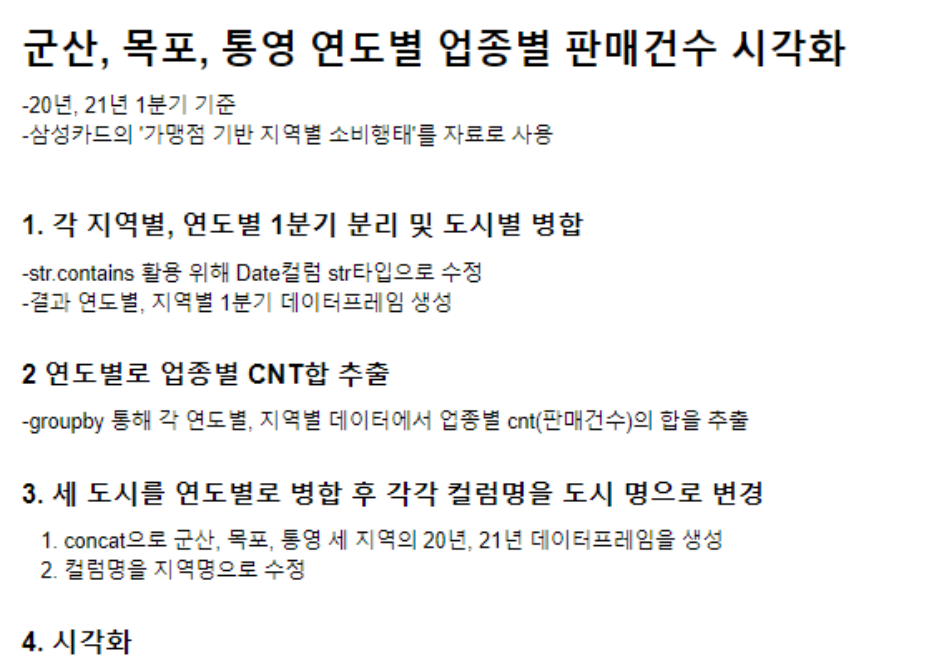 군산, 목포, 통영 연도별 업종별 판매건수 시각화
-20년, 21년 1분기 기준
-삼성카드의 '가맹점 기반 지역별 소비행태'를 자료로 사용
1. 각 지역별, 연도별 1분기 분리 및 도시별 병합
-str.contains 활용 위해 Date컬럼 str타입으로 수정
-결과 연도별, 지역별 1분기 데이터프레임 생성
2 연도별로 업종별 CNT합 추출
-groupby 통해 각 연도별, 지역별 데이터에서 업종별 cnt(판매건수)의 합을 추출
3. 세 도시를 연도별로 병합 후 각각 컬럼명을 도시 명으로 변경
1. concat으로 군산, 목포, 통영 세 지역의 20년, 21년 데이터프레임을 생성
2. 컬럼명을 지역명으로 수정
4. 시각화